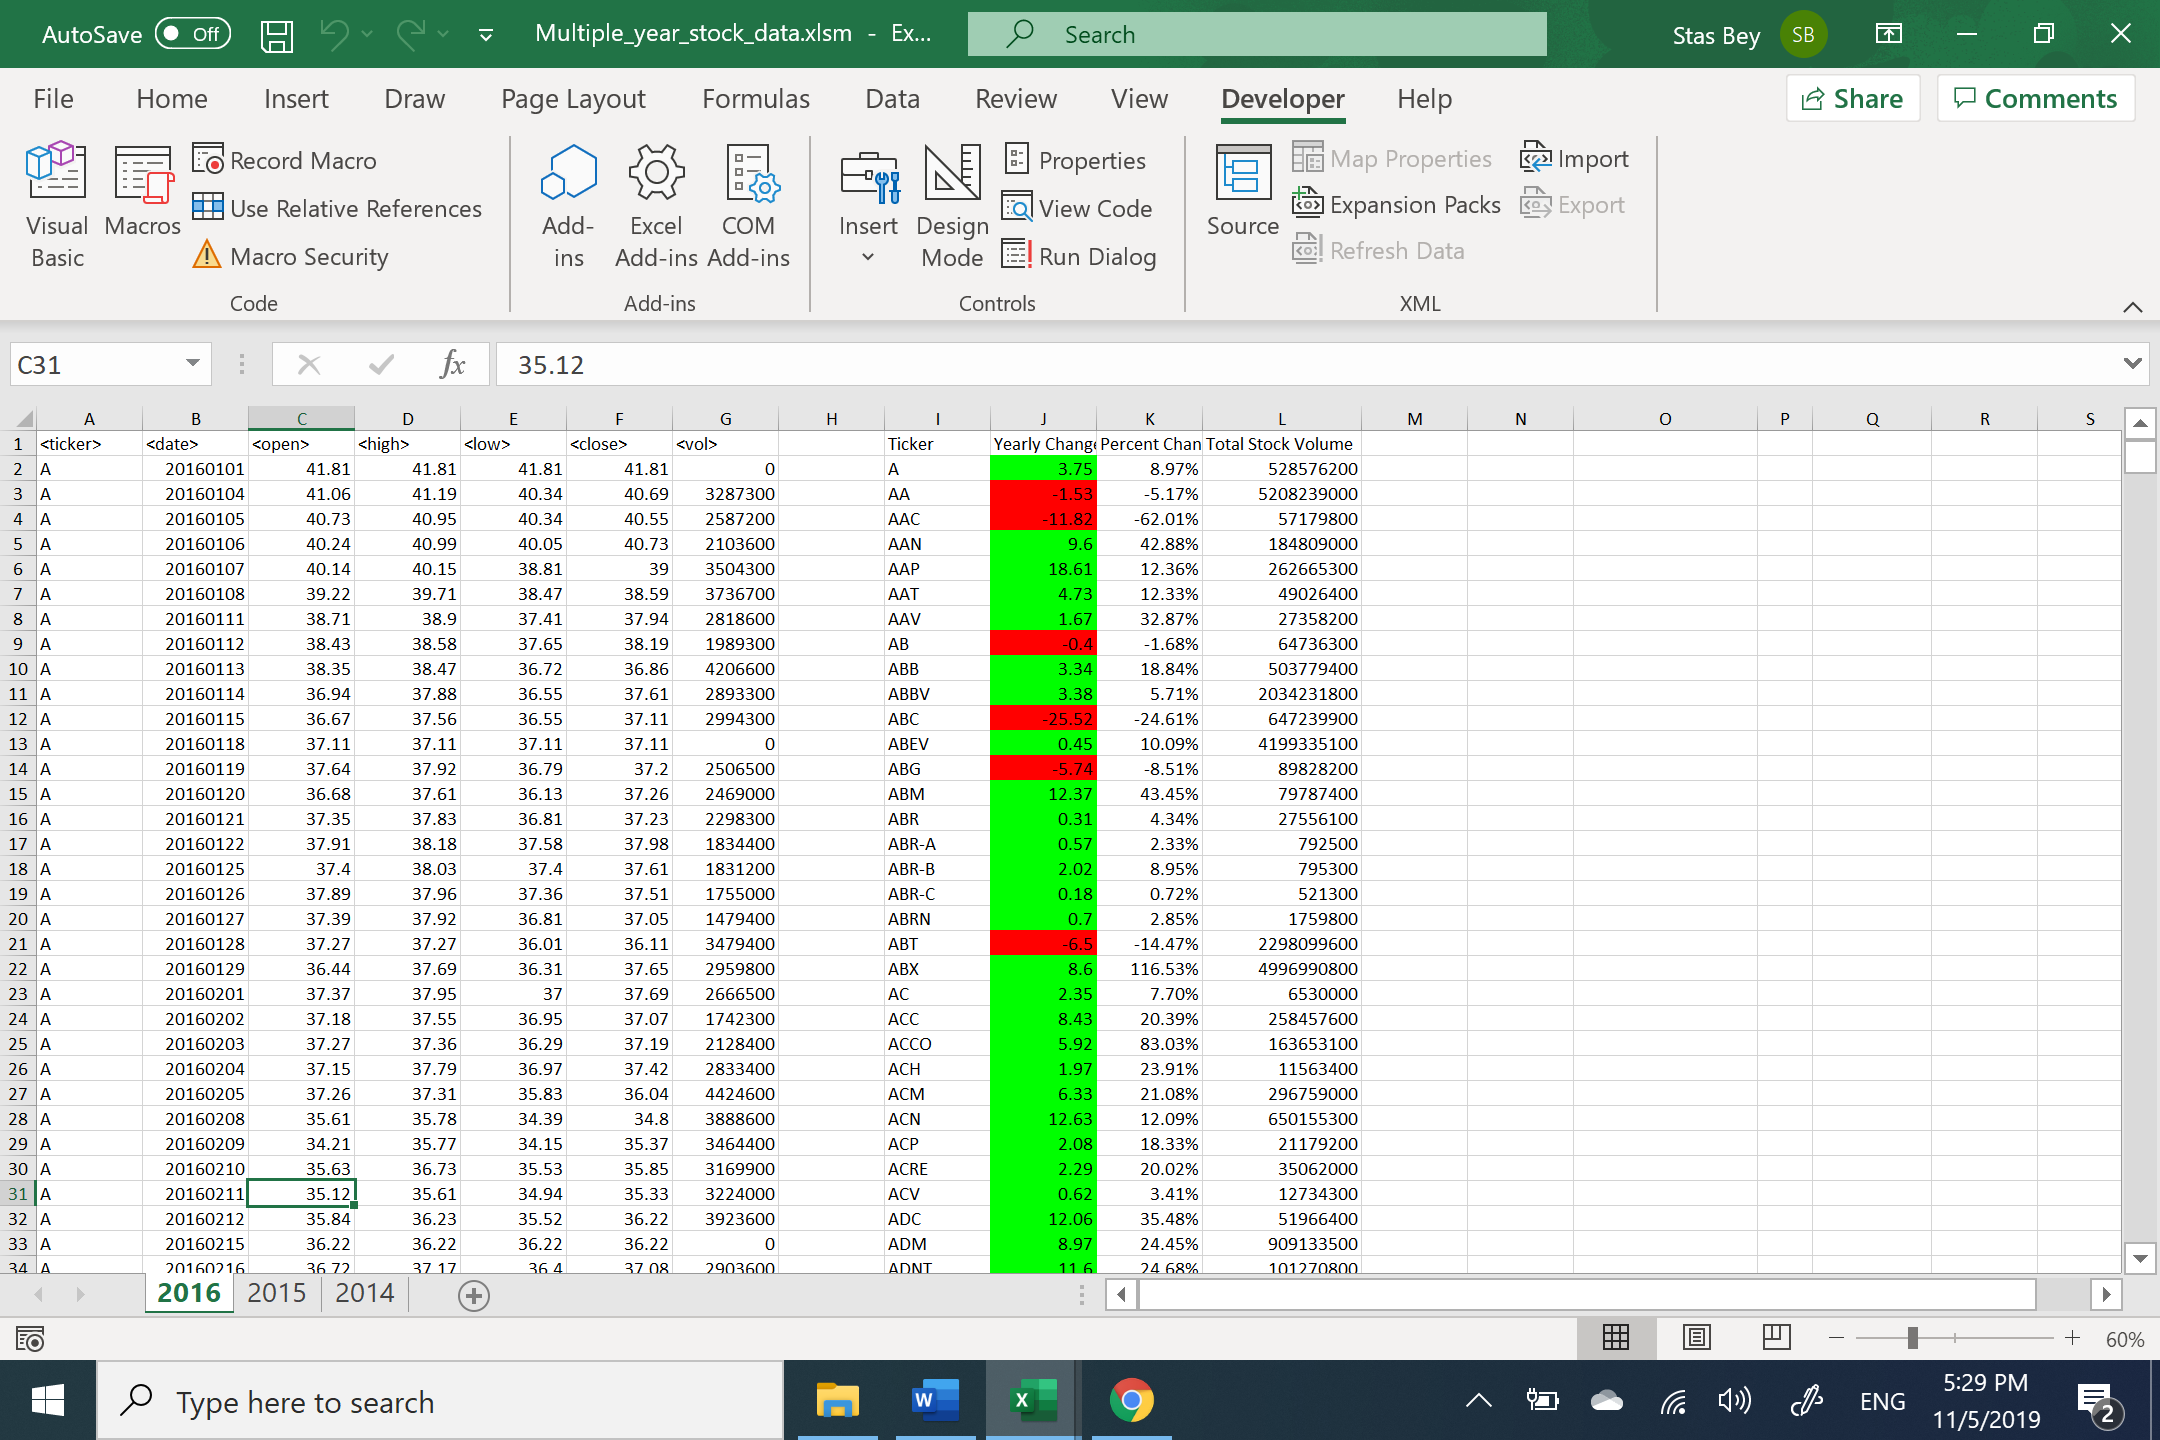 AutoSave Off Multiple_year_stock_data.xlsm - Ex... Search Stas Bey SB
File Home Insert Draw Page Layout Formulas Data Review View Developer Help Share Comments
Visual Basic Macros Record Macro Use Relative References Macro Security Code
Add-ins Excel Add-ins COM Add-ins Add-ins
Insert Design Mode Properties View Code Run Dialog Controls
Source Map Properties Expansion Packs Refresh Data Import Export XML
C31 fx 35.12
A B C D E F G H I J K L M N O P Q R S
1 <ticker> <date> <open> <high> <low> <close> <vol> Ticker Yearly Change Percent Chan Total Stock Volume
2 A 20160101 41.81 41.81 41.81 41.81 0 A 3.75 8.97% 528576200
3 A 20160104 41.06 41.19 40.34 40.69 3287300 AA -1.53 -5.17% 5208239000
4 A 20160105 40.73 40.95 40.34 40.55 2587200 AAC -11.82 -62.01% 57179800
5 A 20160106 40.24 40.99 40.05 40.73 2103600 AAN 9.6 42.88% 184809000
6 A 20160107 40.14 40.15 38.81 39 3504300 AAP 18.61 12.36% 262665300
7 A 20160108 39.22 39.71 38.47 38.59 3736700 AAT 4.73 12.33% 49026400
8 A 20160111 38.71 38.9 37.41 37.94 2818600 AAV 1.67 32.87% 27358200
9 A 20160112 38.43 38.58 37.65 38.19 1989300 AB -0.4 -1.68% 64736300
10 A 20160113 38.35 38.47 36.72 36.86 4206600 ABB 3.34 18.84% 503779400
11 A 20160114 36.94 37.88 36.55 37.61 2893300 ABBV 3.38 5.71% 2034231800
12 A 20160115 36.67 37.56 36.55 37.11 2994300 ABC -25.52 -24.61% 647239900
13 A 20160118 37.11 37.11 37.11 37.11 0 ABEV 0.45 10.09% 4199335100
14 A 20160119 37.64 37.92 36.79 37.2 2506500 ABG -5.74 -8.51% 89828200
15 A 20160120 36.68 37.61 36.13 37.26 2469000 ABM 12.37 43.45% 79787400
16 A 20160121 37.35 37.83 36.81 37.23 2298300 ABR 0.31 4.34% 27556100
17 A 20160122 37.91 38.18 37.58 37.98 1834400 ABR-A 0.57 2.33% 792500
18 A 20160125 37.4 38.03 37.4 37.61 1831200 ABR-B 2.02 8.95% 795300
19 A 20160126 37.89 37.96 37.36 37.51 1755000 ABR-C 0.18 0.72% 521300
20 A 20160127 37.39 37.92 36.81 37.05 1479400 ABRN 0.7 2.85% 1759800
21 A 20160128 37.27 37.27 36.01 36.11 3479400 ABT -6.5 -14.47% 2298099600
22 A 20160129 36.44 37.69 36.31 37.65 2959800 ABX 8.6 116.53% 4996990800
23 A 20160201 37.37 37.95 37 37.69 2666500 AC 2.35 7.70% 6530000
24 A 20160202 37.18 37.55 36.95 37.07 1742300 ACC 8.43 20.39% 258457600
25 A 20160203 37.27 37.36 36.29 37.19 2128400 ACCO 5.92 83.03% 163653100
26 A 20160204 37.15 37.79 36.97 37.42 2833400 ACH 1.97 23.91% 11563400
27 A 20160205 37.26 37.31 35.83 36.04 4424600 ACM 6.33 21.08% 296759000
28 A 20160208 35.61 35.78 34.39 34.8 3888600 ACN 12.63 12.09% 650155300
29 A 20160209 34.21 35.77 34.15 35.37 3464400 ACP 2.08 18.33% 21179200
30 A 20160210 35.63 36.73 35.53 35.85 3169900 ACRE 2.29 20.02% 35062000
31 A 20160211 35.12 35.61 34.94 35.33 3224000 ACV 0.62 3.41% 12734300
32 A 20160212 35.84 36.23 35.52 36.22 3923600 ADC 12.06 35.48% 51966400
33 A 20160215 36.22 36.22 36.22 36.22 0 ADM 8.97 24.45% 909133500
34 A 20160216 36.72 37.17 36.4 37.08 2903600 ADNT 11.6 24.68% 101270800
2016 2015 2014
60%
Type here to search ENG 5:29 PM 11/5/2019 2